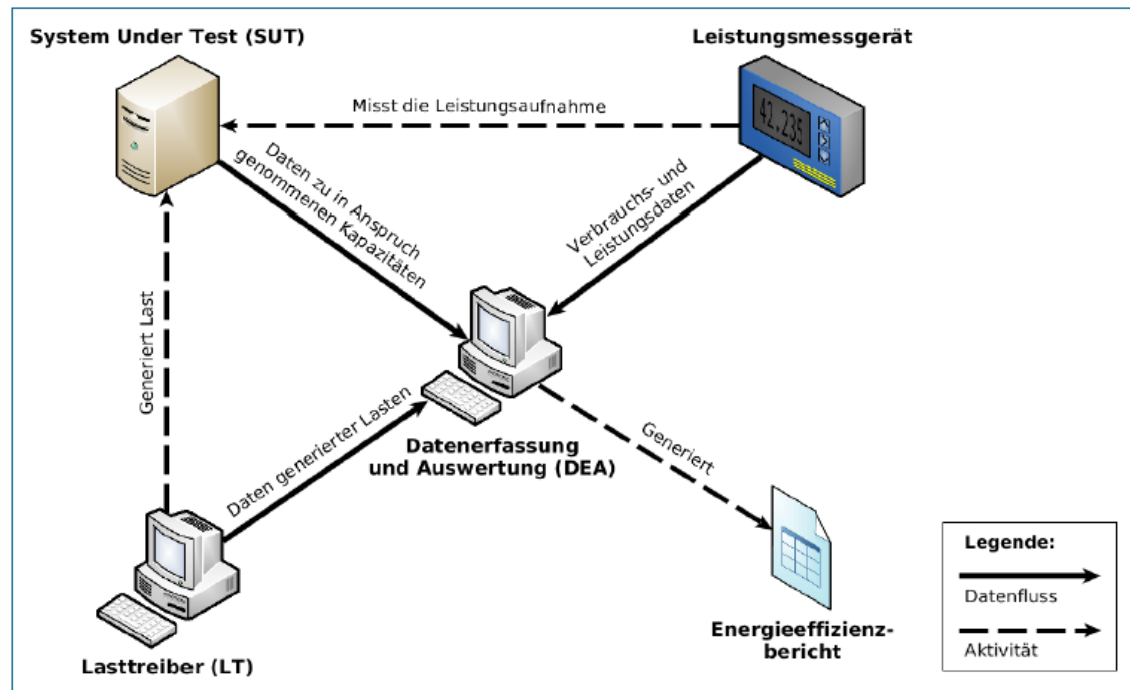 System Under Test (SUT)
Leistungsmessgerät
Misst die Leistungsaufnahme
42.235
Daten zu in Anspruch
genommenen Kapazitäten
Verbrauchs- und
Leistungsdaten
Generiert Last
Daten generierter Lasten
Datenerfassung
und Auswertung (DEA)
Generiert
Lasttreiber (LT)
Energieeffizienz-
bericht
Legende:
Datenfluss
Aktivität